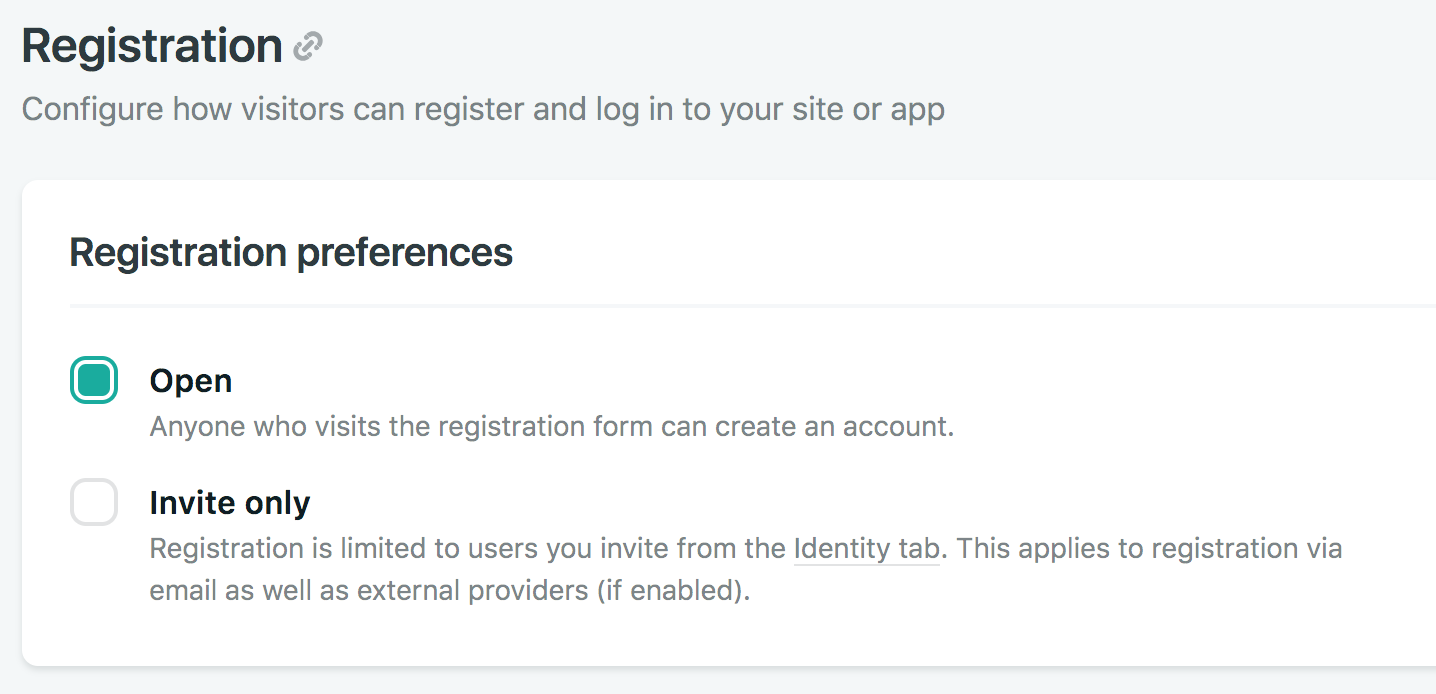 Registration
Configure how visitors can register and log in to your site or app
Registration preferences
Open
Anyone who visits the registration form can create an account.
Invite only
Registration is limited to users you invite from the Identity tab. This applies to registration via
email as well as external providers (if enabled).